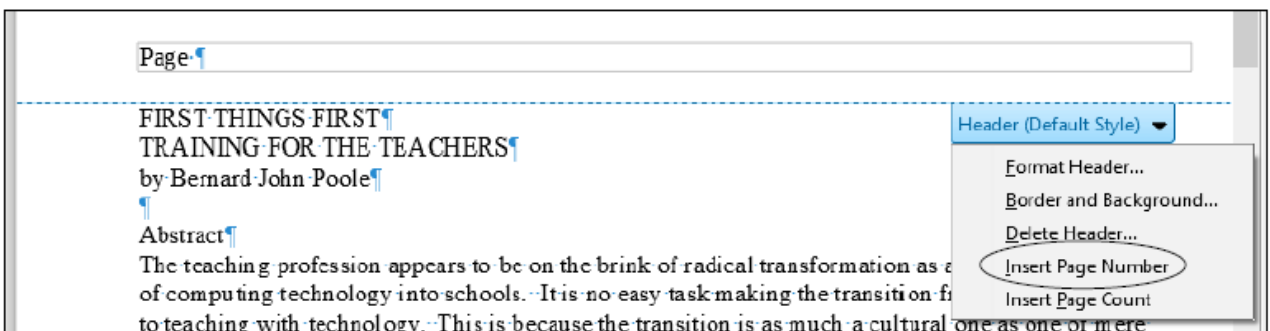 Page ¶
FIRST THINGS FIRST¶
TRAINING FOR THE TEACHERS¶
by Bernard John Poole¶
¶
Abstract¶
The teaching profession appears to be on the brink of radical transformation as a
of computing technology into schools. It is no easy task making the transition f
to teaching with technology. This is because the transition is as much a cultural one as one of mere
Header (Default Style)
Format Header...
Border and Background...
Delete Header...
Insert Page Number
Insert Page Count